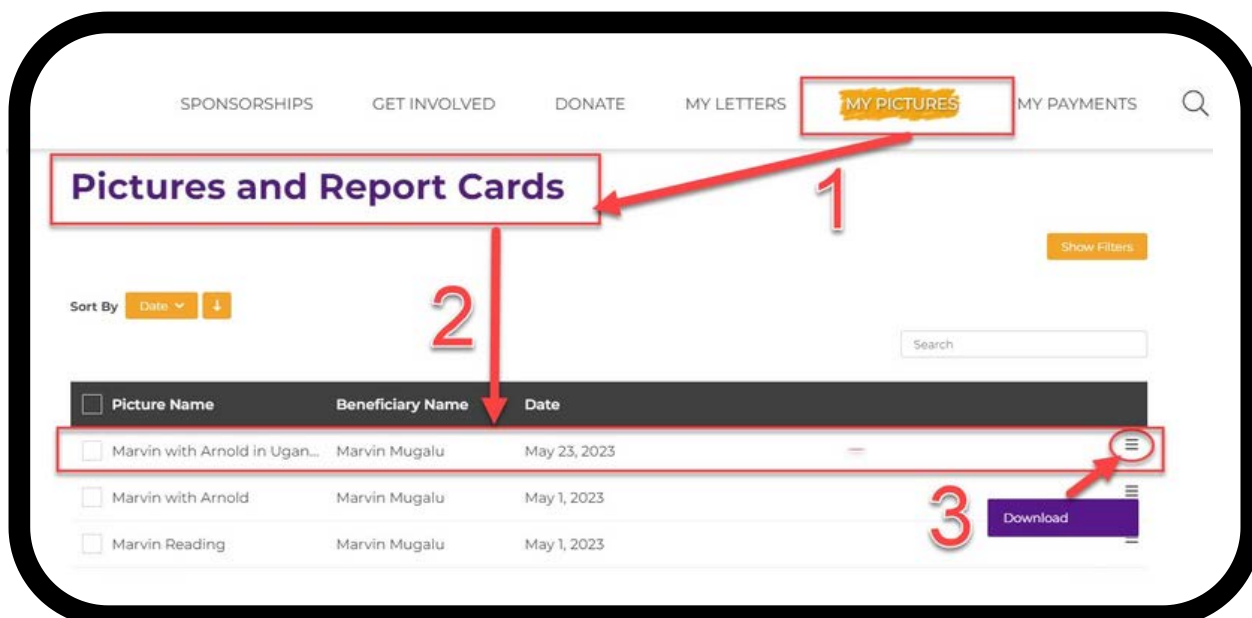 SPONSORSHIPS GET INVOLVED DONATE MY LETTERS MY PICTURES MY PAYMENTS
Pictures and Report Cards
1
Show Filters
Sort By Date
2
Search
Picture Name Beneficiary Name Date
Marvin with Arnold in Ugan... Marvin Mugalu May 23, 2023
Marvin with Arnold Marvin Mugalu May 1, 2023
3
Download
Marvin Reading Marvin Mugalu May 1, 2023